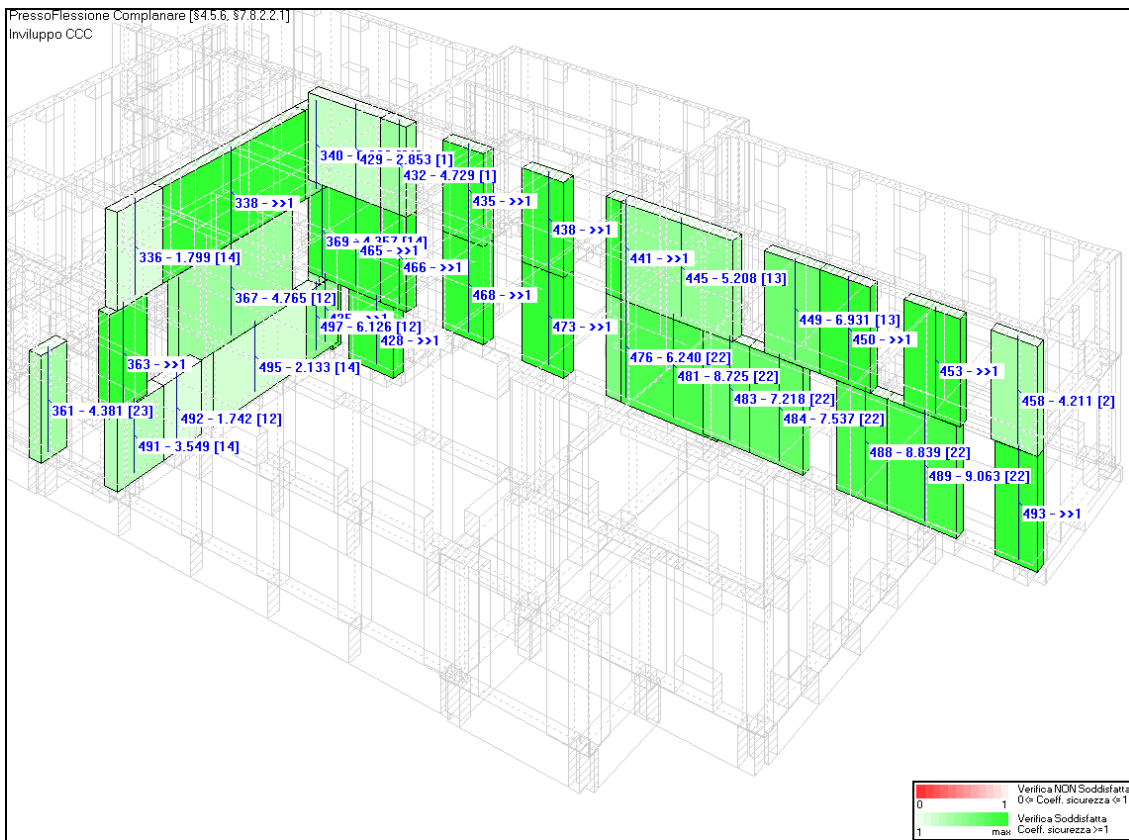 PressoFlessione Complanare [§4.5.6, §7.8.2.2.1]
Inviluppo CCC
340 -
429 - 2.853 [1]
432 - 4.729 [1]
435 - >>1
338 - >>1
438 - >>1
336 - 1.799 [14]
369 - 4.357 [14]
465 - >>1
466 - >>1
441 - >>1
445 - 5.208 [13]
367 - 4.765 [12]
468 - >>1
449 - 6.931 [13]
497 - 6.126 [12]
473 - >>1
450 - >>1
428 - >>1
363 - >>1
495 - 2.133 [14]
476 - 6.240 [22]
453 - >>1
481 - 8.725 [22]
483 - 7.218 [22]
458 - 4.211 [2]
361 - 4.381 [23]
492 - 1.742 [12]
484 - 7.537 [22]
491 - 3.549 [14]
488 - 8.839 [22]
489 - 9.063 [22]
493 - >>1
Verifica NON Soddisfatta
0 1 0<= Coeff. sicurezza <=1
Verifica Soddisfatta
1 max Coeff. sicurezza >=1